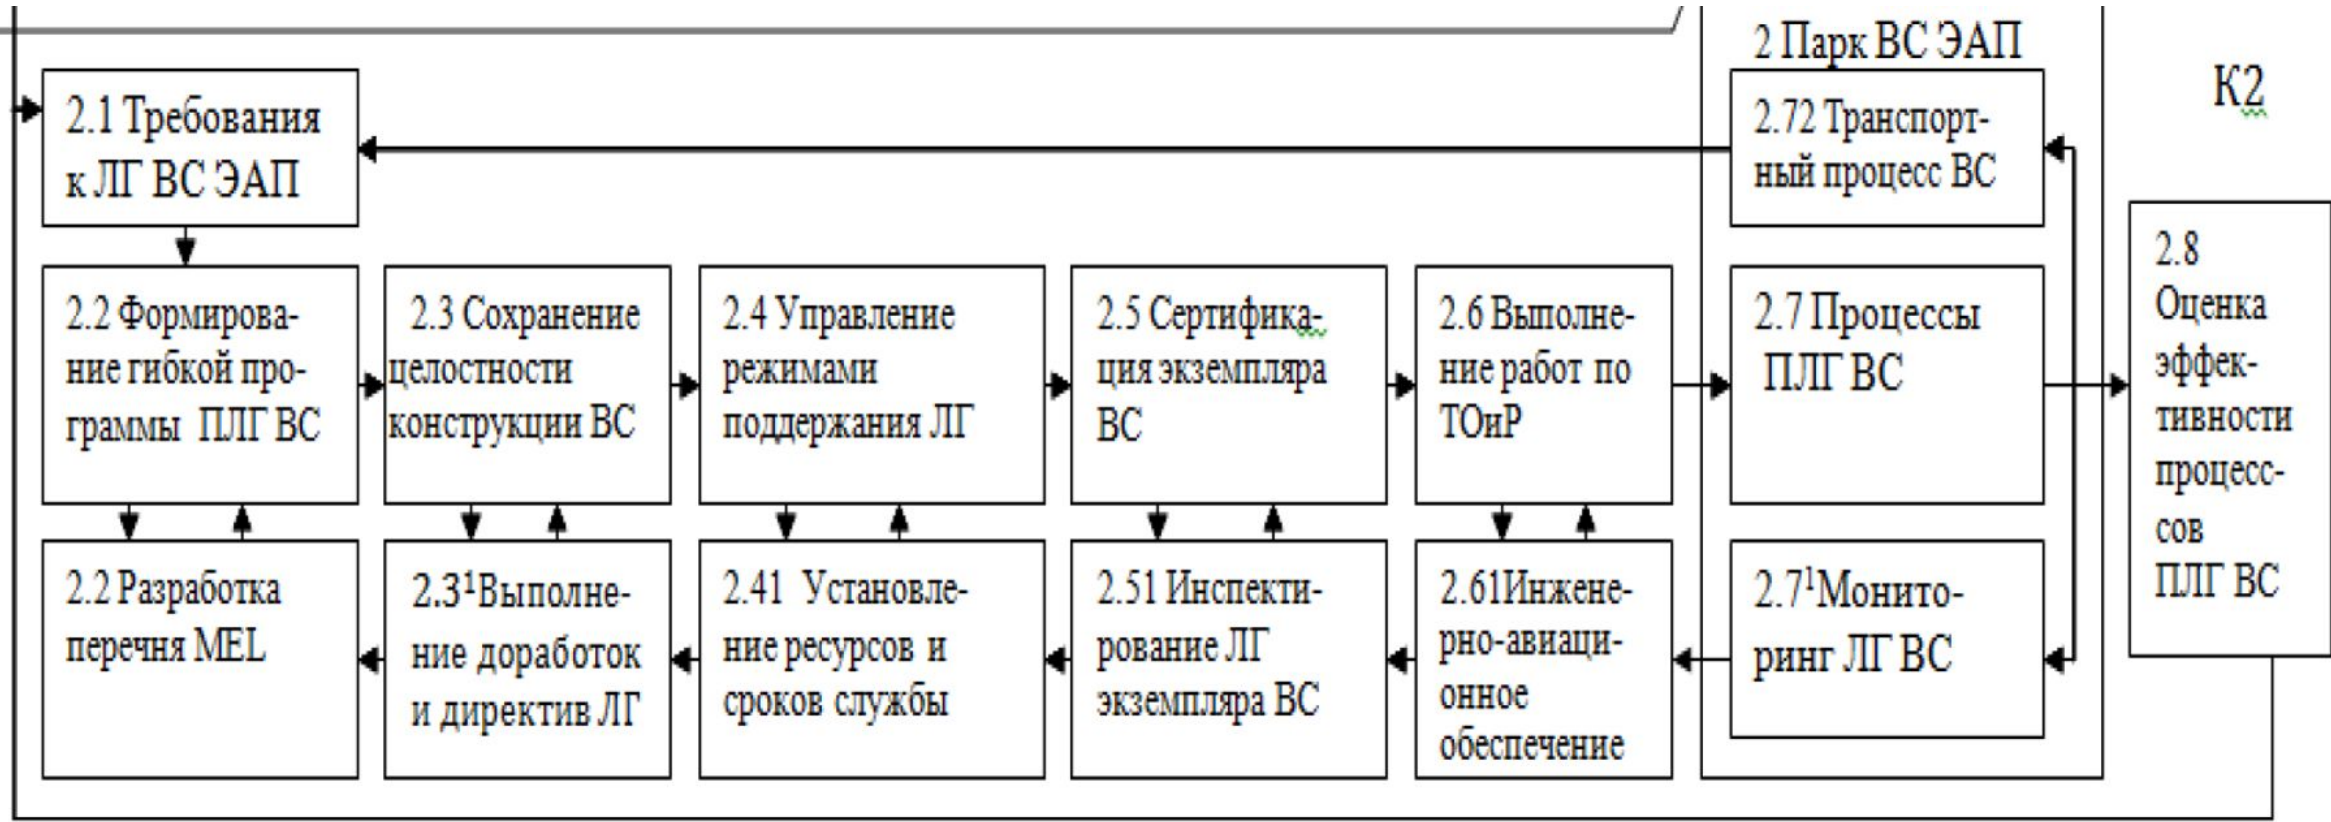 2 Парк ВС ЭАП
К2
2.1 Требования
к ЛГ ВС ЭАП
2.72 Транспорт-
ный процесс ВС
2.2 Формирова-
ние гибкой про-
граммы ПЛГ ВС
2.3 Сохранение
целостности
конструкции ВС
2.4 Управление
режимами
поддержания ЛГ
2.5 Сертифика-
ция экземпляра
ВС
2.6 Выполне-
ние работ по
ТОиР
2.7 Процессы
ПЛГ ВС
2.8
Оценка
эффек-
тивности
процесс-
сов
ПЛГ ВС
2.2 Разработка
перечня MEL
2.3¹Выполне-
ние доработок
и директив ЛГ
2.41 Установле-
ние ресурсов и
сроков службы
2.51 Инспекти-
рование ЛГ
экземпляра ВС
2.61Инжене-
рно-авиаци-
онное
обеспечение
2.7¹Монито-
ринг ЛГ ВС